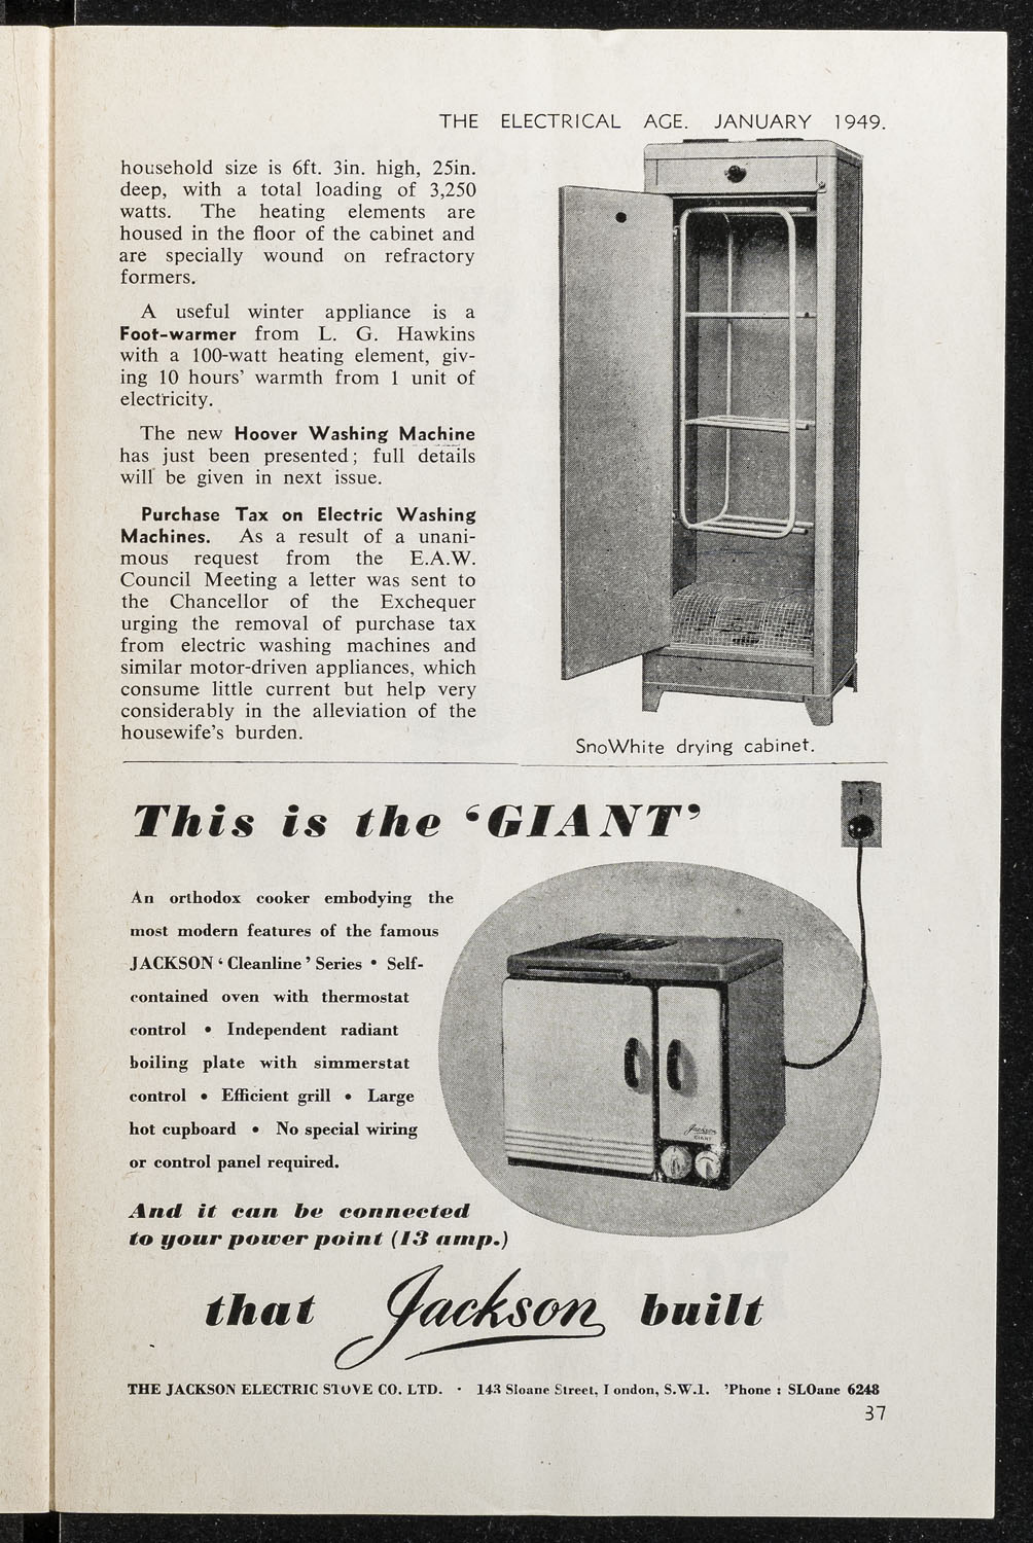 THE ELECTRICAL AGE. JANUARY 1949.
household size is 6ft. 3in. high, 25in.
deep, with a total loading of 3,250
watts. The heating elements are
housed in the floor of the cabinet and
are specially wound on refractory
formers.
A useful winter appliance is a
Foot-warmer from L. G. Hawkins
with a 100-watt heating element, giv-
ing 10 hours' warmth from 1 unit of
electricity.
The new Hoover Washing Machine
has just been presented; full details
will be given in next issue.
Purchase Tax on Electric Washing
Machines. As a result of a unani-
mous request from the E.A.W.
Council Meeting a letter was sent to
the Chancellor of the Exchequer
urging the removal of purchase tax
from electric washing machines and
similar motor-driven appliances, which
consume little current but help very
considerably in the alleviation of the
housewife's burden.
SnoWhite drying cabinet.
This is the ‘GIANT’
An orthodox cooker embodying the
most modern features of the famous
JACKSON ‘ Cleanline ’ Series • Self-
contained oven with thermostat
control • Independent radiant
boiling plate with simmerstat
control • Efficient grill • Large
hot cupboard • No special wiring
or control panel required.
Jackson
GIANT
And it can be connected
to your power point (13 amp.)
that Jackson built
THE JACKSON ELECTRIC STOVE CO. LTD. · 143 Sloane Street, London, S.W.1. 'Phone : SLOane 6248
37